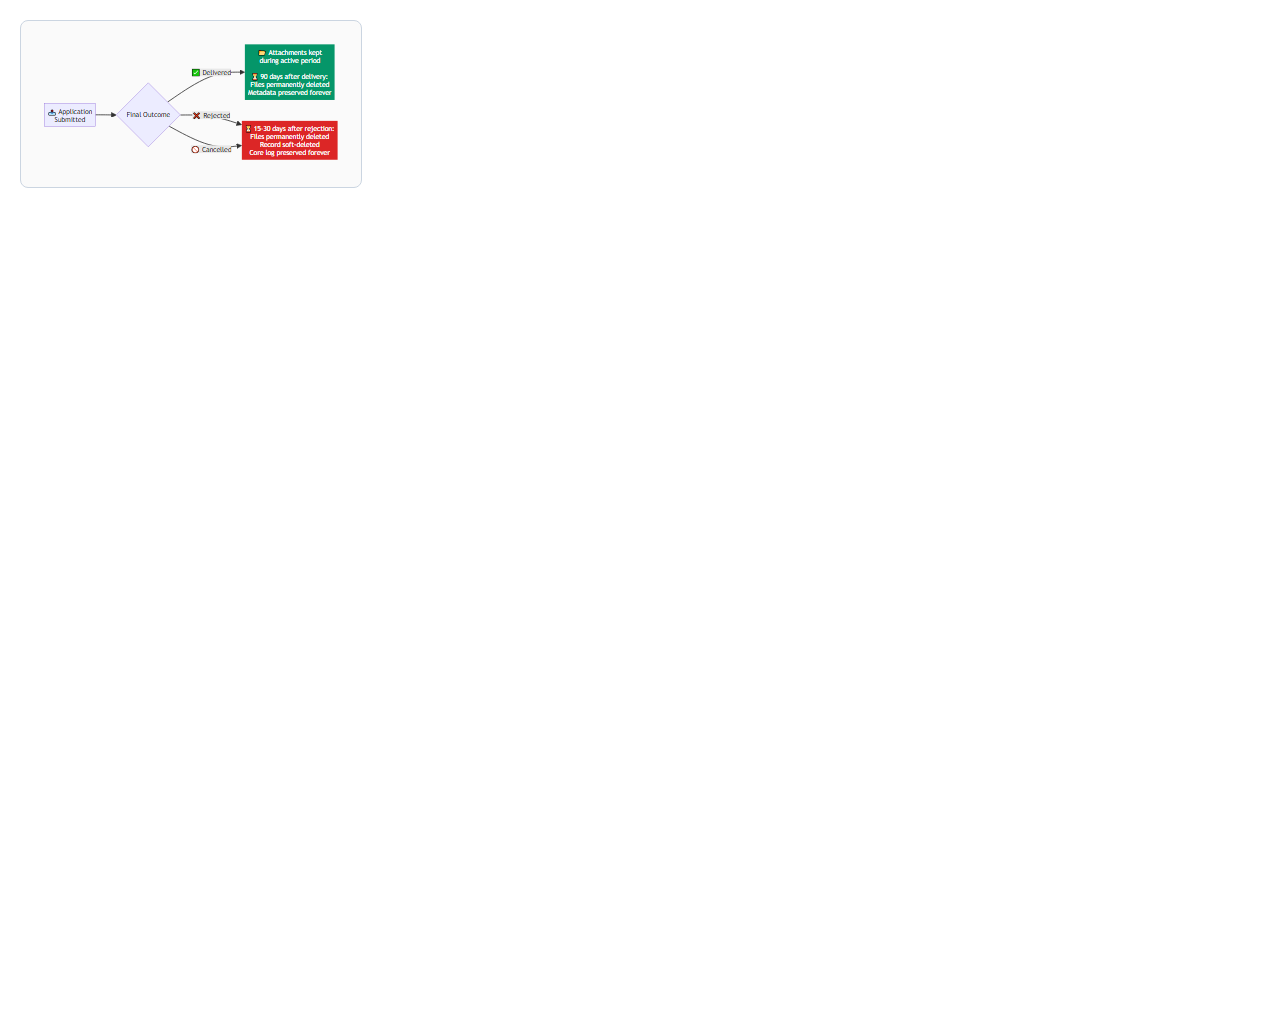 📤 Application
Submitted
Final Outcome
✅ Delivered
❌ Rejected
🚫 Cancelled
Attachments kept
during active period
⏳ 90 days after delivery:
Files permanently deleted
Metadata preserved forever
⏳ 15-30 days after rejection:
Files permanently deleted
Record soft-deleted
Core log preserved forever